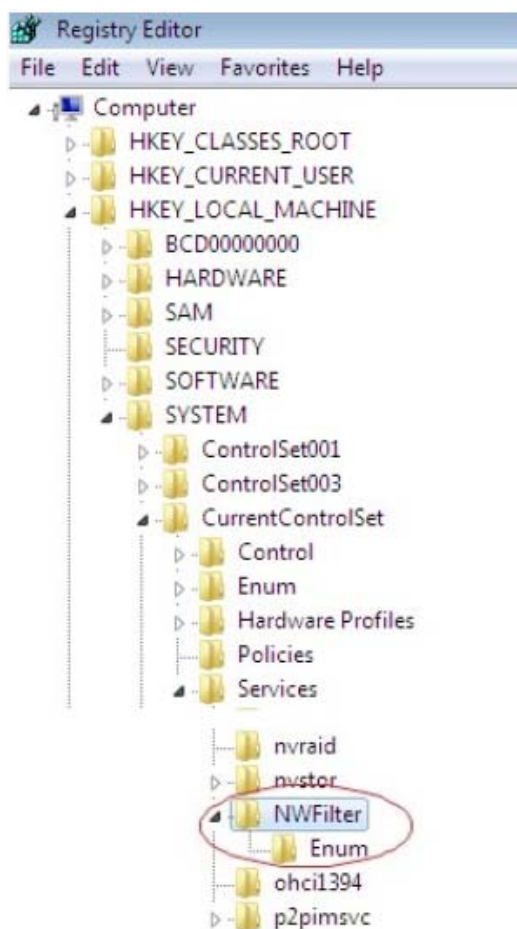 Registry Editor
File Edit View Favorites Help
Computer
HKEY_CLASSES_ROOT
HKEY_CURRENT_USER
HKEY_LOCAL_MACHINE
BCD00000000
HARDWARE
SAM
SECURITY
SOFTWARE
SYSTEM
ControlSet001
ControlSet003
CurrentControlSet
Control
Enum
Hardware Profiles
Policies
Services
nvraid
nvstor
NWFilter
Enum
ohci1394
p2pimsvc